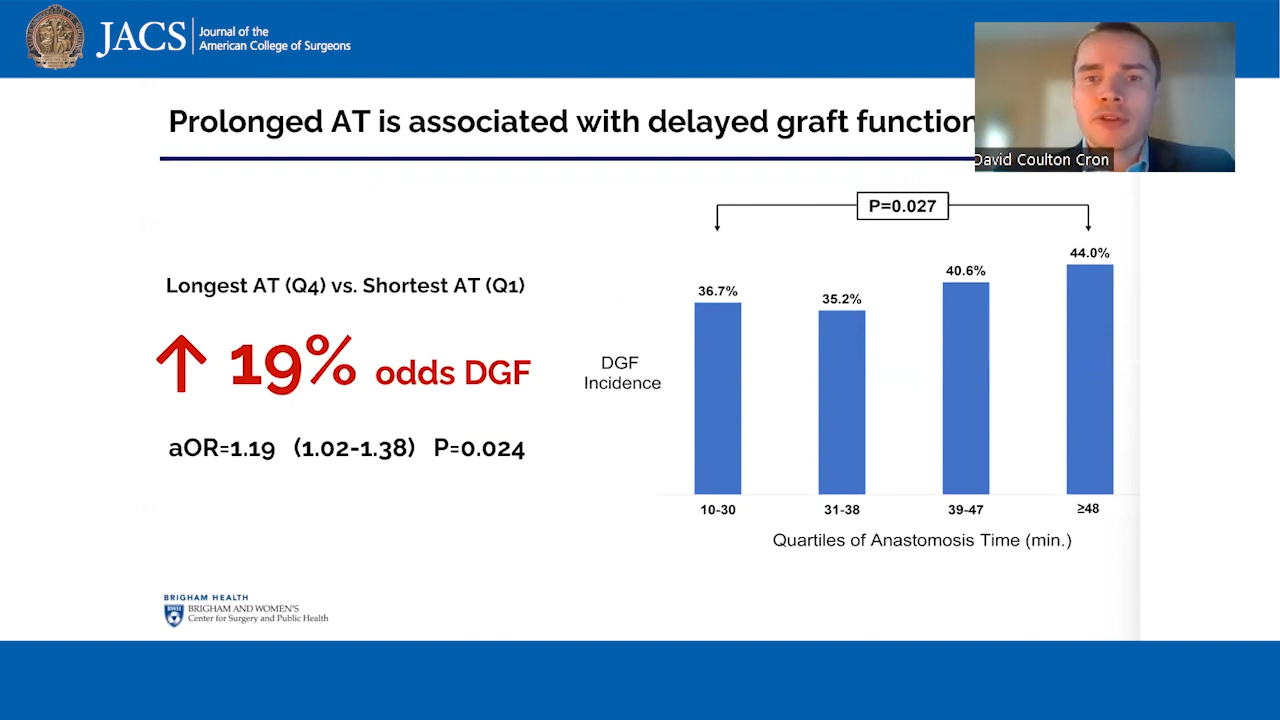 JACS
Journal of the
American College of Surgeons
Prolonged AT is associated with delayed graft function
David Coulton Cron
P=0.027
Longest AT (Q4) vs. Shortest AT (Q1)
↑ 19% odds DGF
aOR=1.19 (1.02-1.38) P=0.024
DGF
Incidence
36.7%
35.2%
40.6%
44.0%
10-30
31-38
39-47
≥48
Quartiles of Anastomosis Time (min.)
BRIGHAM HEALTH
BWH
BRIGHAM AND WOMEN'S
Center for Surgery and Public Health